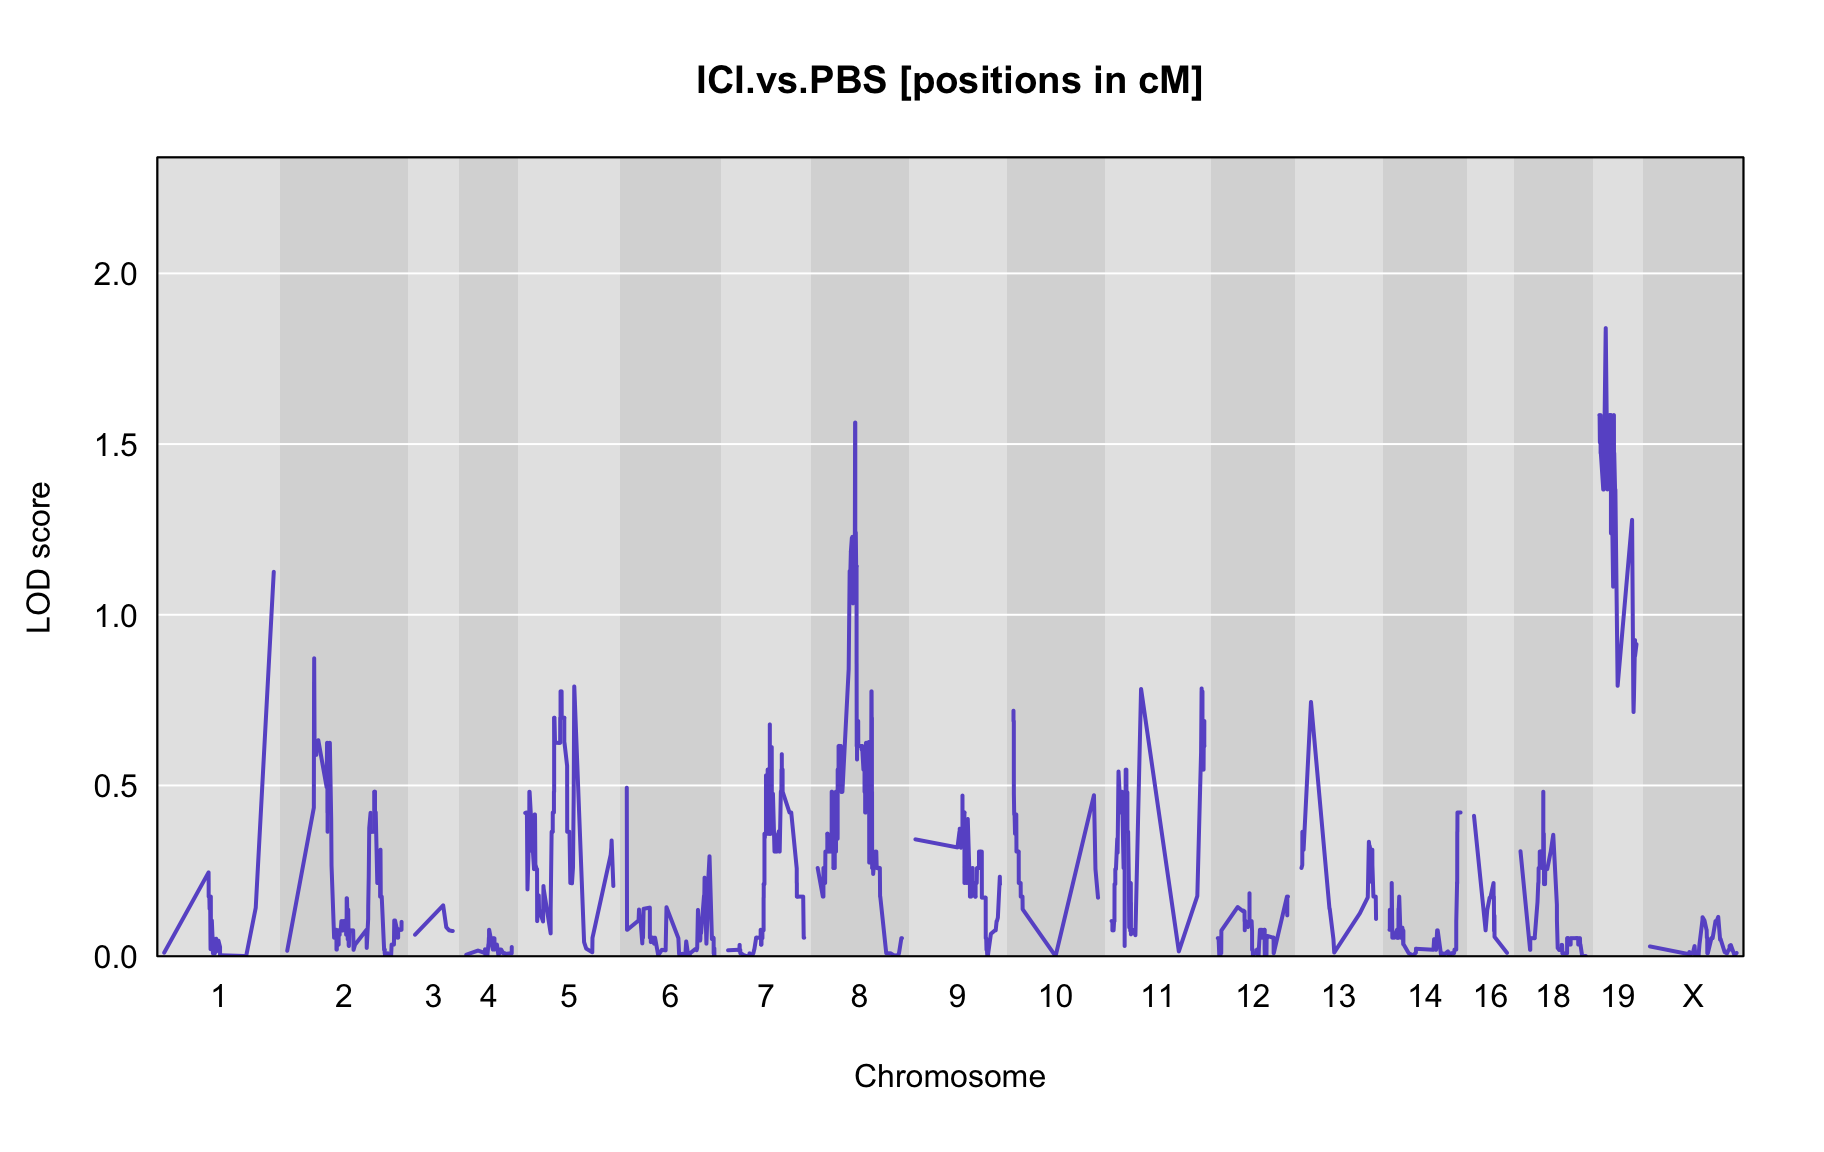 ICI.vs.PBS [positions in cM]
LOD score
2.0
1.5
1.0
0.5
0.0
1 2 3 4 5 6 7 8 9 10 11 12 13 14 16 18 19 X
Chromosome